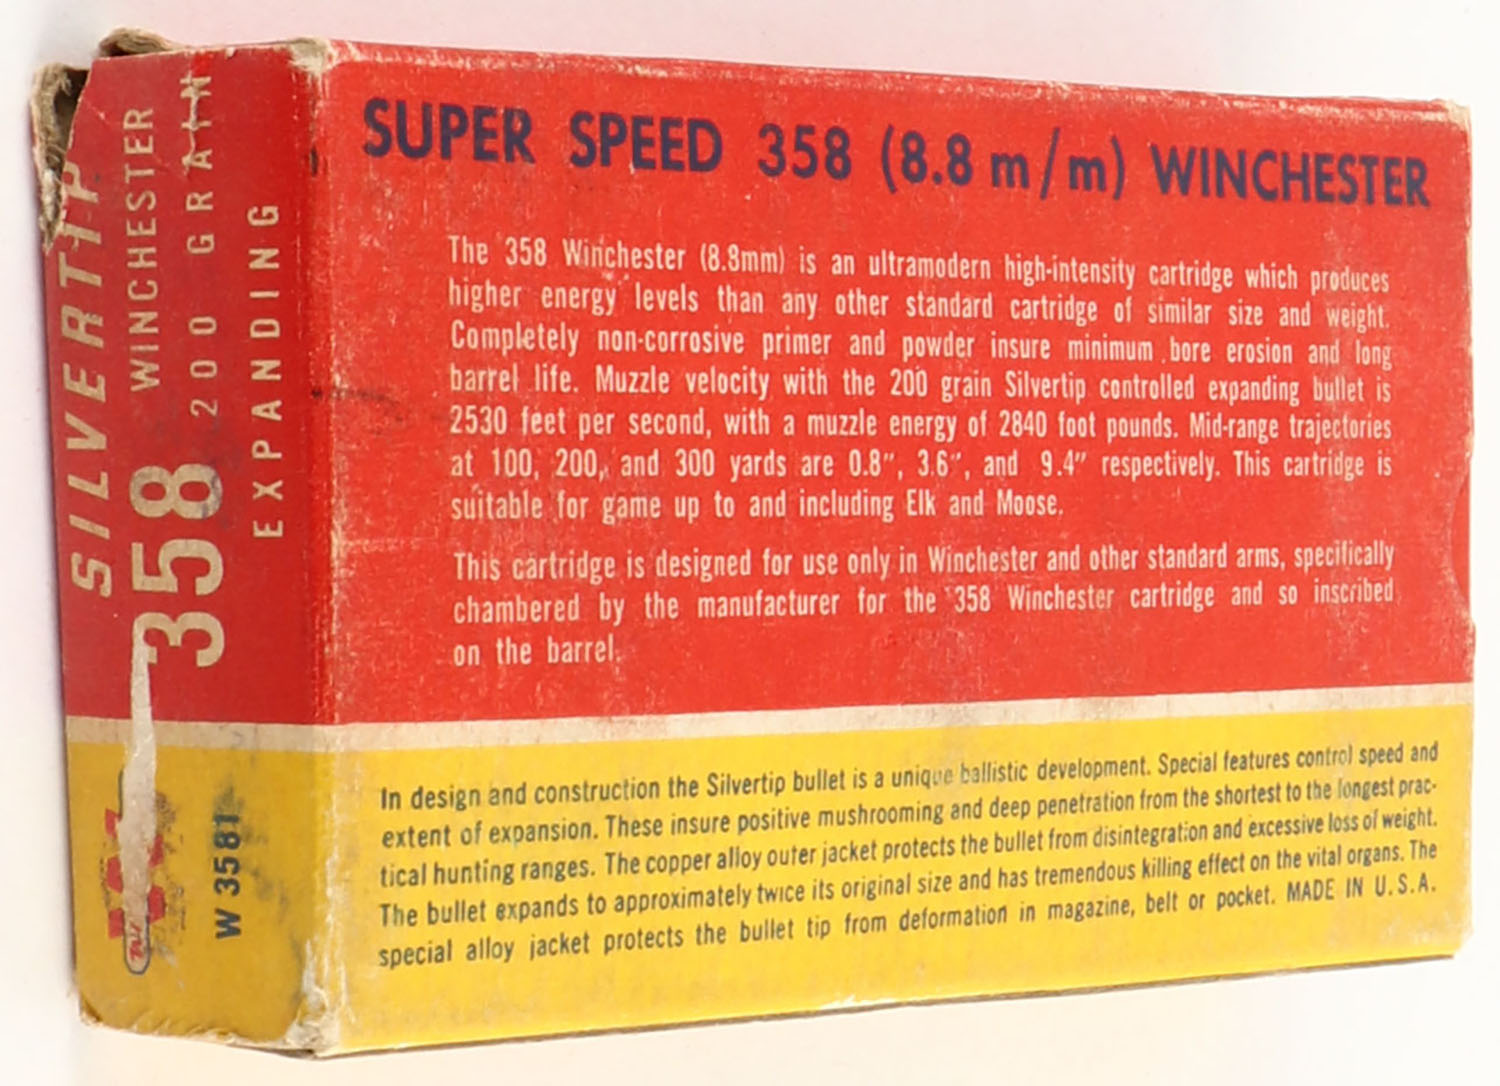 SILVERTIP
358 WINCHESTER
200 GRAIN
EXPANDING
W 3581
SUPER SPEED 358 (8.8 m/m) WINCHESTER
The 358 Winchester (8.8mm) is an ultramodern high-intensity cartridge which produces
higher energy levels than any other standard cartridge of similar size and weight.
Completely non-corrosive primer and powder insure minimum bore erosion and long
barrel life. Muzzle velocity with the 200 grain Silvertip controlled expanding bullet is
2530 feet per second, with a muzzle energy of 2840 foot pounds. Mid-range trajectories
at 100, 200, and 300 yards are 0.8″, 3.6″, and 9.4″ respectively. This cartridge is
suitable for game up to and including Elk and Moose.
This cartridge is designed for use only in Winchester and other standard arms, specifically
chambered by the manufacturer for the 358 Winchester cartridge and so inscribed
on the barrel.
In design and construction the Silvertip bullet is a unique ballistic development. Special features control speed and
extent of expansion. These insure positive mushrooming and deep penetration from the shortest to the longest prac-
tical hunting ranges. The copper alloy outer jacket protects the bullet from disintegration and excessive loss of weight.
The bullet expands to approximately twice its original size and has tremendous killing effect on the vital organs. The
special alloy jacket protects the bullet tip from deformation in magazine, belt or pocket. MADE IN U.S.A.